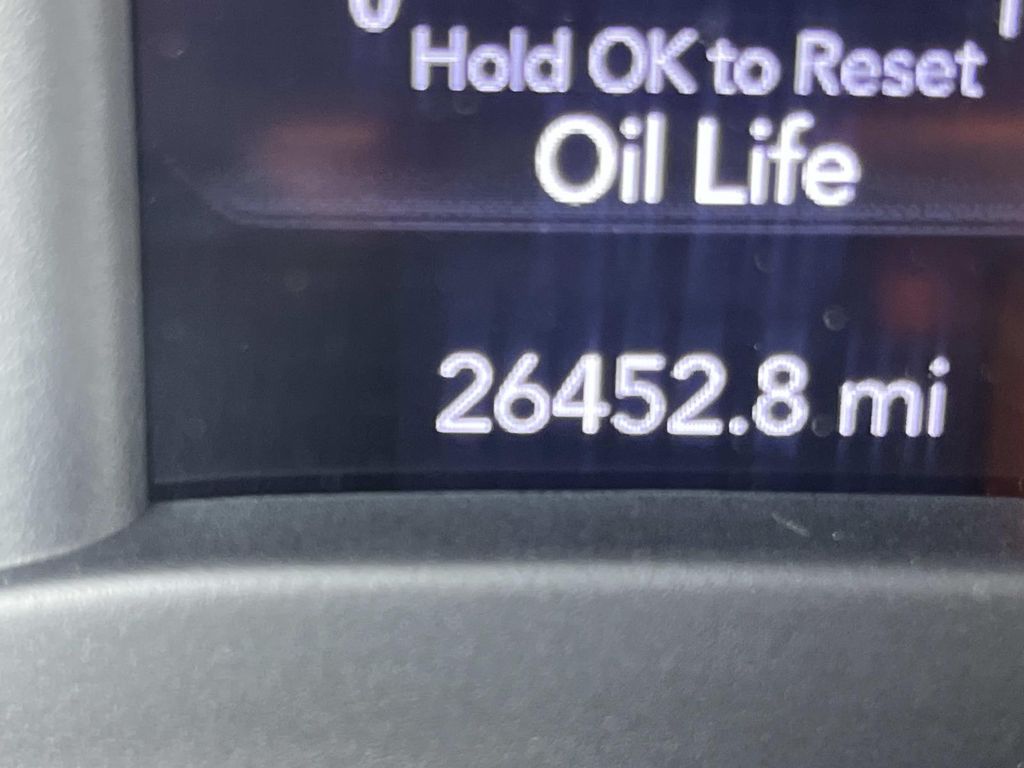 Hold OK to Reset
Oil Life
26452.8 mi